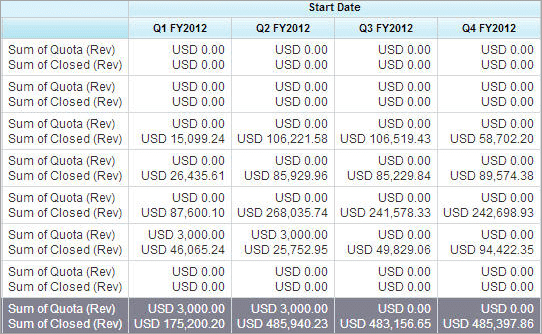 Start Date
Q1 FY2012 Q2 FY2012 Q3 FY2012 Q4 FY2012
Sum of Quota (Rev) USD 0.00 USD 0.00 USD 0.00 USD 0.00
Sum of Closed (Rev) USD 0.00 USD 0.00 USD 0.00 USD 0.00
Sum of Quota (Rev) USD 0.00 USD 0.00 USD 0.00 USD 0.00
Sum of Closed (Rev) USD 0.00 USD 0.00 USD 0.00 USD 0.00
Sum of Quota (Rev) USD 0.00 USD 0.00 USD 0.00 USD 0.00
Sum of Closed (Rev) USD 15,099.24 USD 106,221.58 USD 106,519.43 USD 58,702.20
Sum of Quota (Rev) USD 0.00 USD 0.00 USD 0.00 USD 0.00
Sum of Closed (Rev) USD 26,435.61 USD 85,929.96 USD 85,229.84 USD 89,574.38
Sum of Quota (Rev) USD 0.00 USD 0.00 USD 0.00 USD 0.00
Sum of Closed (Rev) USD 87,600.10 USD 268,035.74 USD 241,578.33 USD 242,698.93
Sum of Quota (Rev) USD 3,000.00 USD 3,000.00 USD 0.00 USD 0.00
Sum of Closed (Rev) USD 46,065.24 USD 25,752.95 USD 49,829.06 USD 94,422.35
Sum of Quota (Rev) USD 0.00 USD 0.00 USD 0.00 USD 0.00
Sum of Closed (Rev) USD 0.00 USD 0.00 USD 0.00 USD 0.00
Sum of Quota (Rev) USD 3,000.00 USD 3,000.00 USD 0.00 USD 0.00
Sum of Closed (Rev) USD 175,200.20 USD 485,940.23 USD 483,156.65 USD 485,397.86